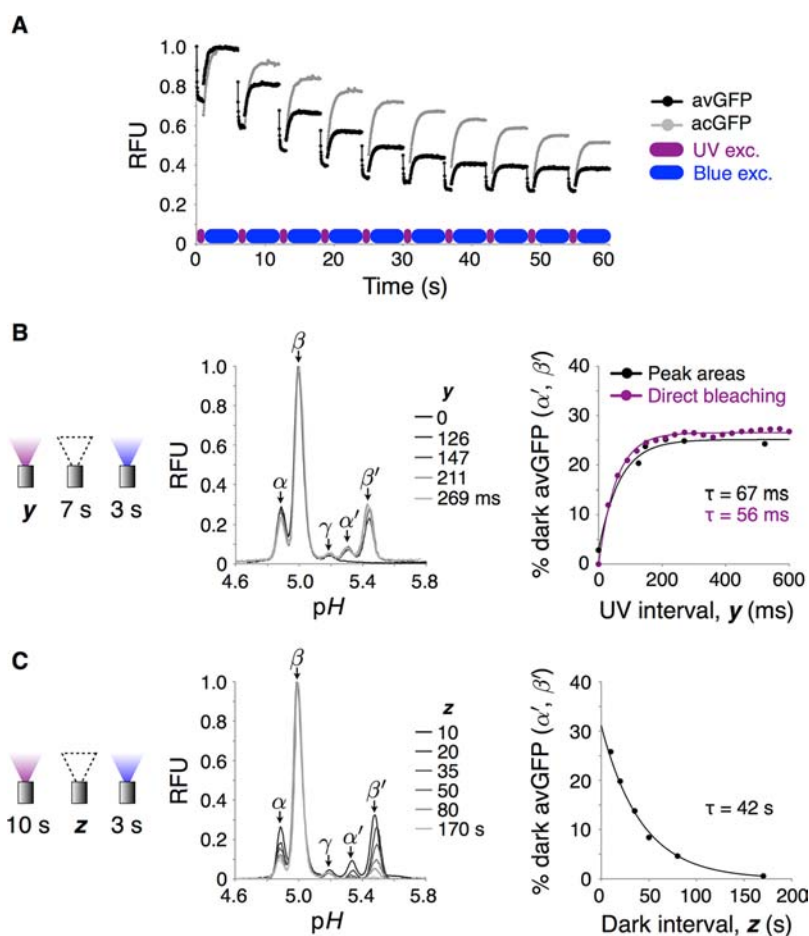 A
RFU
1.0
0.8
0.6
0.4
0.2
0
0 10 20 30 40 50 60
Time (s)
avGFP
acGFP
UV exc.
Blue exc.
B
y 7 s 3 s
RFU
1.0
0.8
0.6
0.4
0.2
0
4.6 5.0 5.4 5.8
pH
α
β
γ
α′
β′
y
0
126
147
211
269 ms
% dark avGFP (α′, β′)
40
30
20
10
0
0 200 400 600
UV interval, y (ms)
Peak areas
Direct bleaching
τ = 67 ms
τ = 56 ms
C
10 s z 3 s
RFU
1.0
0.8
0.6
0.4
0.2
0
4.6 5.0 5.4 5.8
pH
α
β
γ
α′
β′
z
10
20
35
50
80
170 s
% dark avGFP (α′, β′)
40
30
20
10
0
0 50 100 150 200
Dark interval, z (s)
τ = 42 s